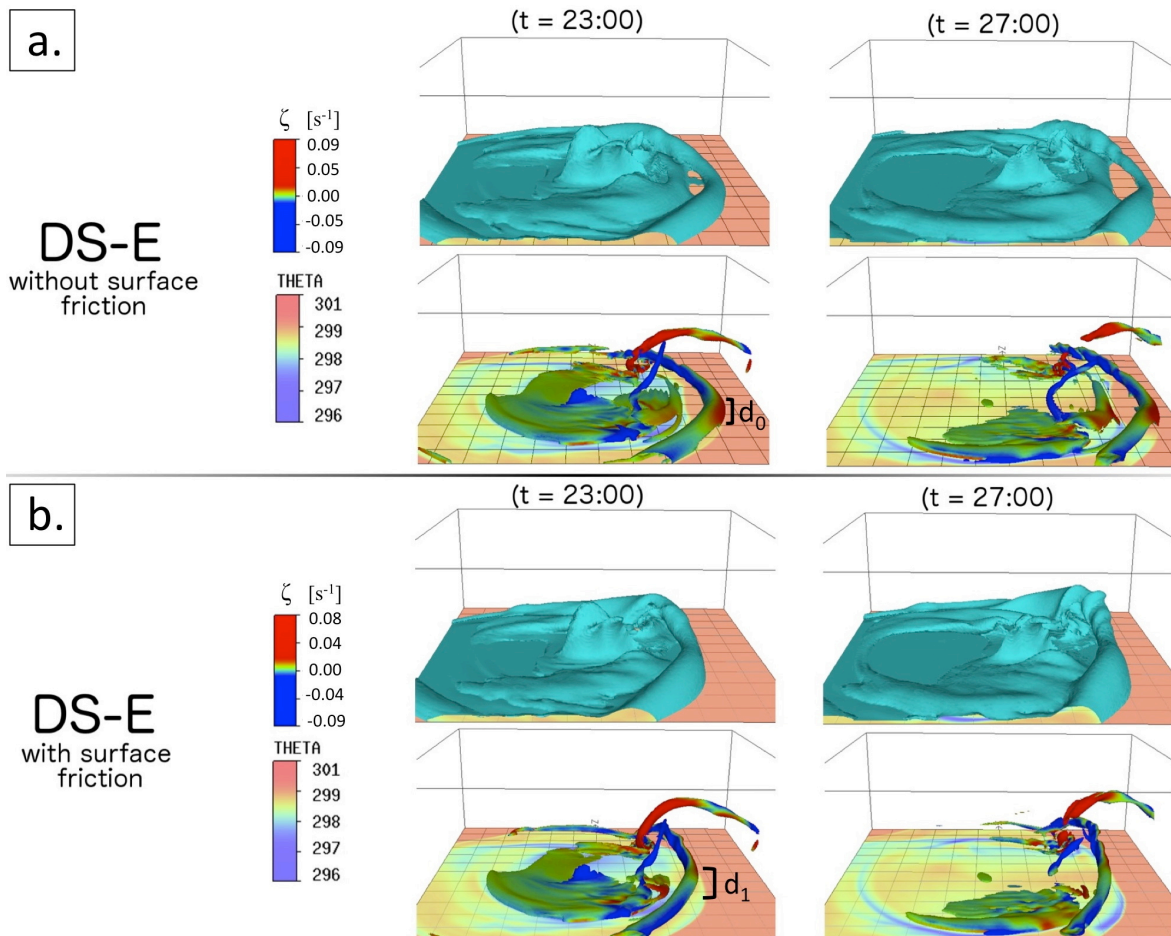 a.
(t = 23:00)
(t = 27:00)
ζ [s⁻¹]
0.09
0.05
0.00
-0.05
-0.09
DS-E
without surface
friction
THETA
301
299
298
297
296
d₀
b.
(t = 23:00)
(t = 27:00)
ζ [s⁻¹]
0.08
0.04
0.00
-0.04
-0.09
DS-E
with surface
friction
THETA
301
299
298
297
296
d₁